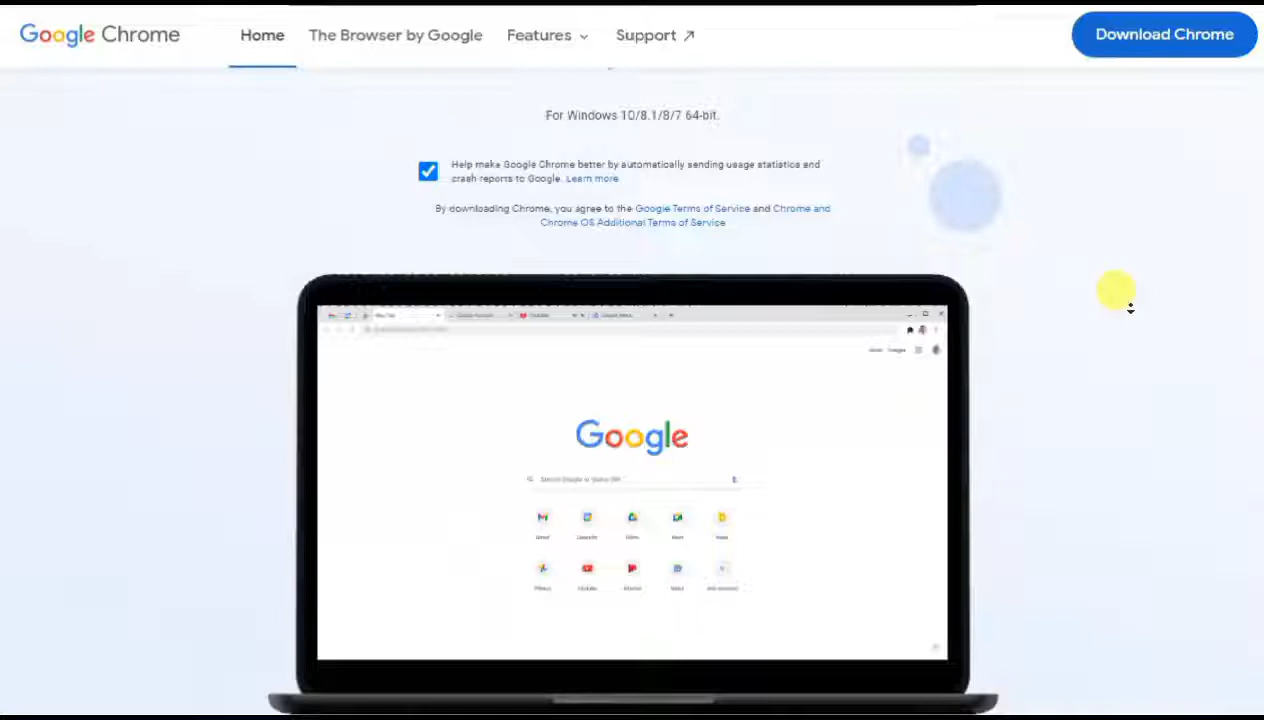 Google Chrome Home The Browser by Google Features Support Download Chrome
For Windows 10/8.1/8/7 64-bit.
Help make Google Chrome better by automatically sending usage statistics and
crash reports to Google. Learn more
By downloading Chrome, you agree to the Google Terms of Service and Chrome and
Chrome OS Additional Terms of Service
Google